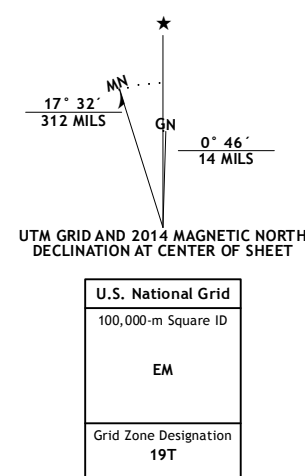 MN
17° 32´
312 MILS
GN
0° 46´
14 MILS
UTM GRID AND 2014 MAGNETIC NORTH
DECLINATION AT CENTER OF SHEET
U.S. National Grid
100,000-m Square ID
EM
Grid Zone Designation
19T